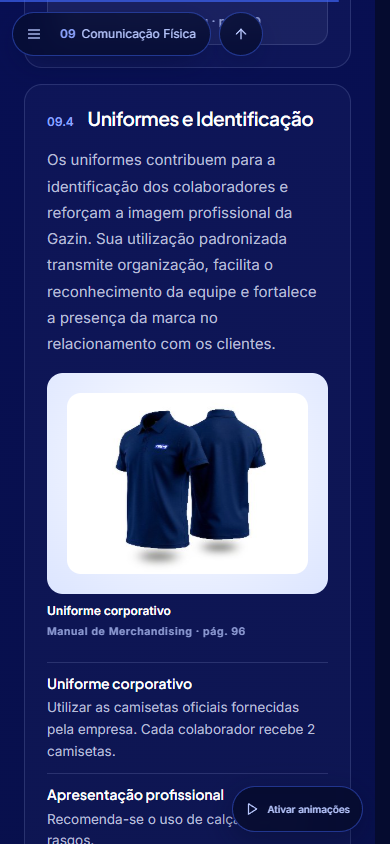 09 Comunicação Física
09.4 Uniformes e Identificação
Os uniformes contribuem para a
identificação dos colaboradores e
reforçam a imagem profissional da
Gazin. Sua utilização padronizada
transmite organização, facilita o
reconhecimento da equipe e fortalece
a presença da marca no
relacionamento com os clientes.
Uniforme corporativo
Manual de Merchandising · pág. 96
Uniforme corporativo
Utilizar as camisetas oficiais fornecidas
pela empresa. Cada colaborador recebe 2
camisetas.
Apresentação profissional
Recomenda-se o uso de
Ativar animações
rasgos.